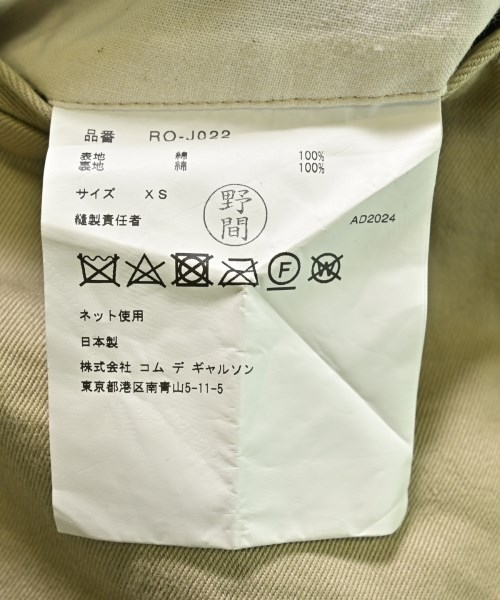 品番 RO-J022
表地 綿 100%
裏地 綿 100%
サイズ XS
縫製責任者
野間
AD2024
F W
ネット使用
日本製
株式会社 コム デ ギャルソン
東京都港区南青山5-11-5